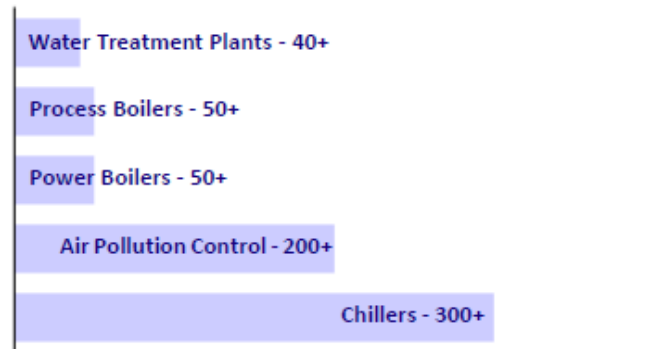 Water Treatment Plants - 40+
Process Boilers - 50+
Power Boilers - 50+
Air Pollution Control - 200+
Chillers - 300+